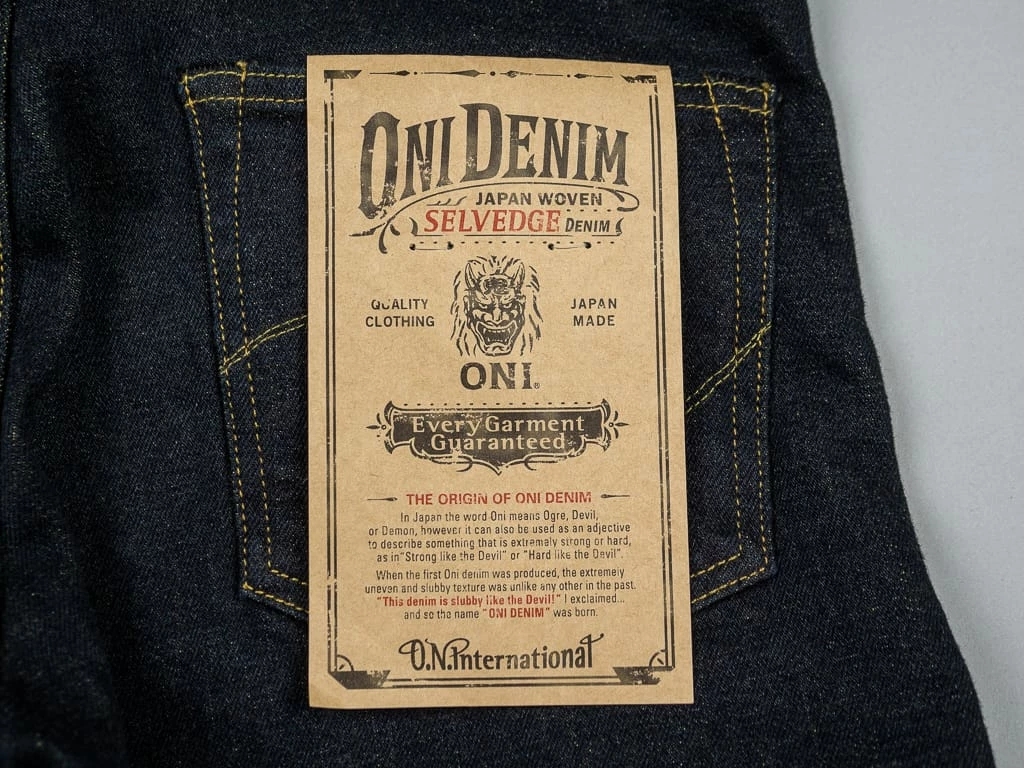 ONI DENIM
JAPAN WOVEN
SELVEDGE DENIM
QUALITY
CLOTHING
JAPAN
MADE
ONI®
Every Garment
Guaranteed
THE ORIGIN OF ONI DENIM
In Japan the word Oni means Ogre, Devil,
or Demon, however it can also be used as an adjective
to describe something that is extremely strong or hard,
as in "Strong like the Devil" or "Hard like the Devil".
When the first Oni denim was produced, the extremely
uneven and slubby texture was unlike any other in the past.
"This denim is slubby like the Devil!" I exclaimed...
and so the name "ONI DENIM" was born.
O.N.International